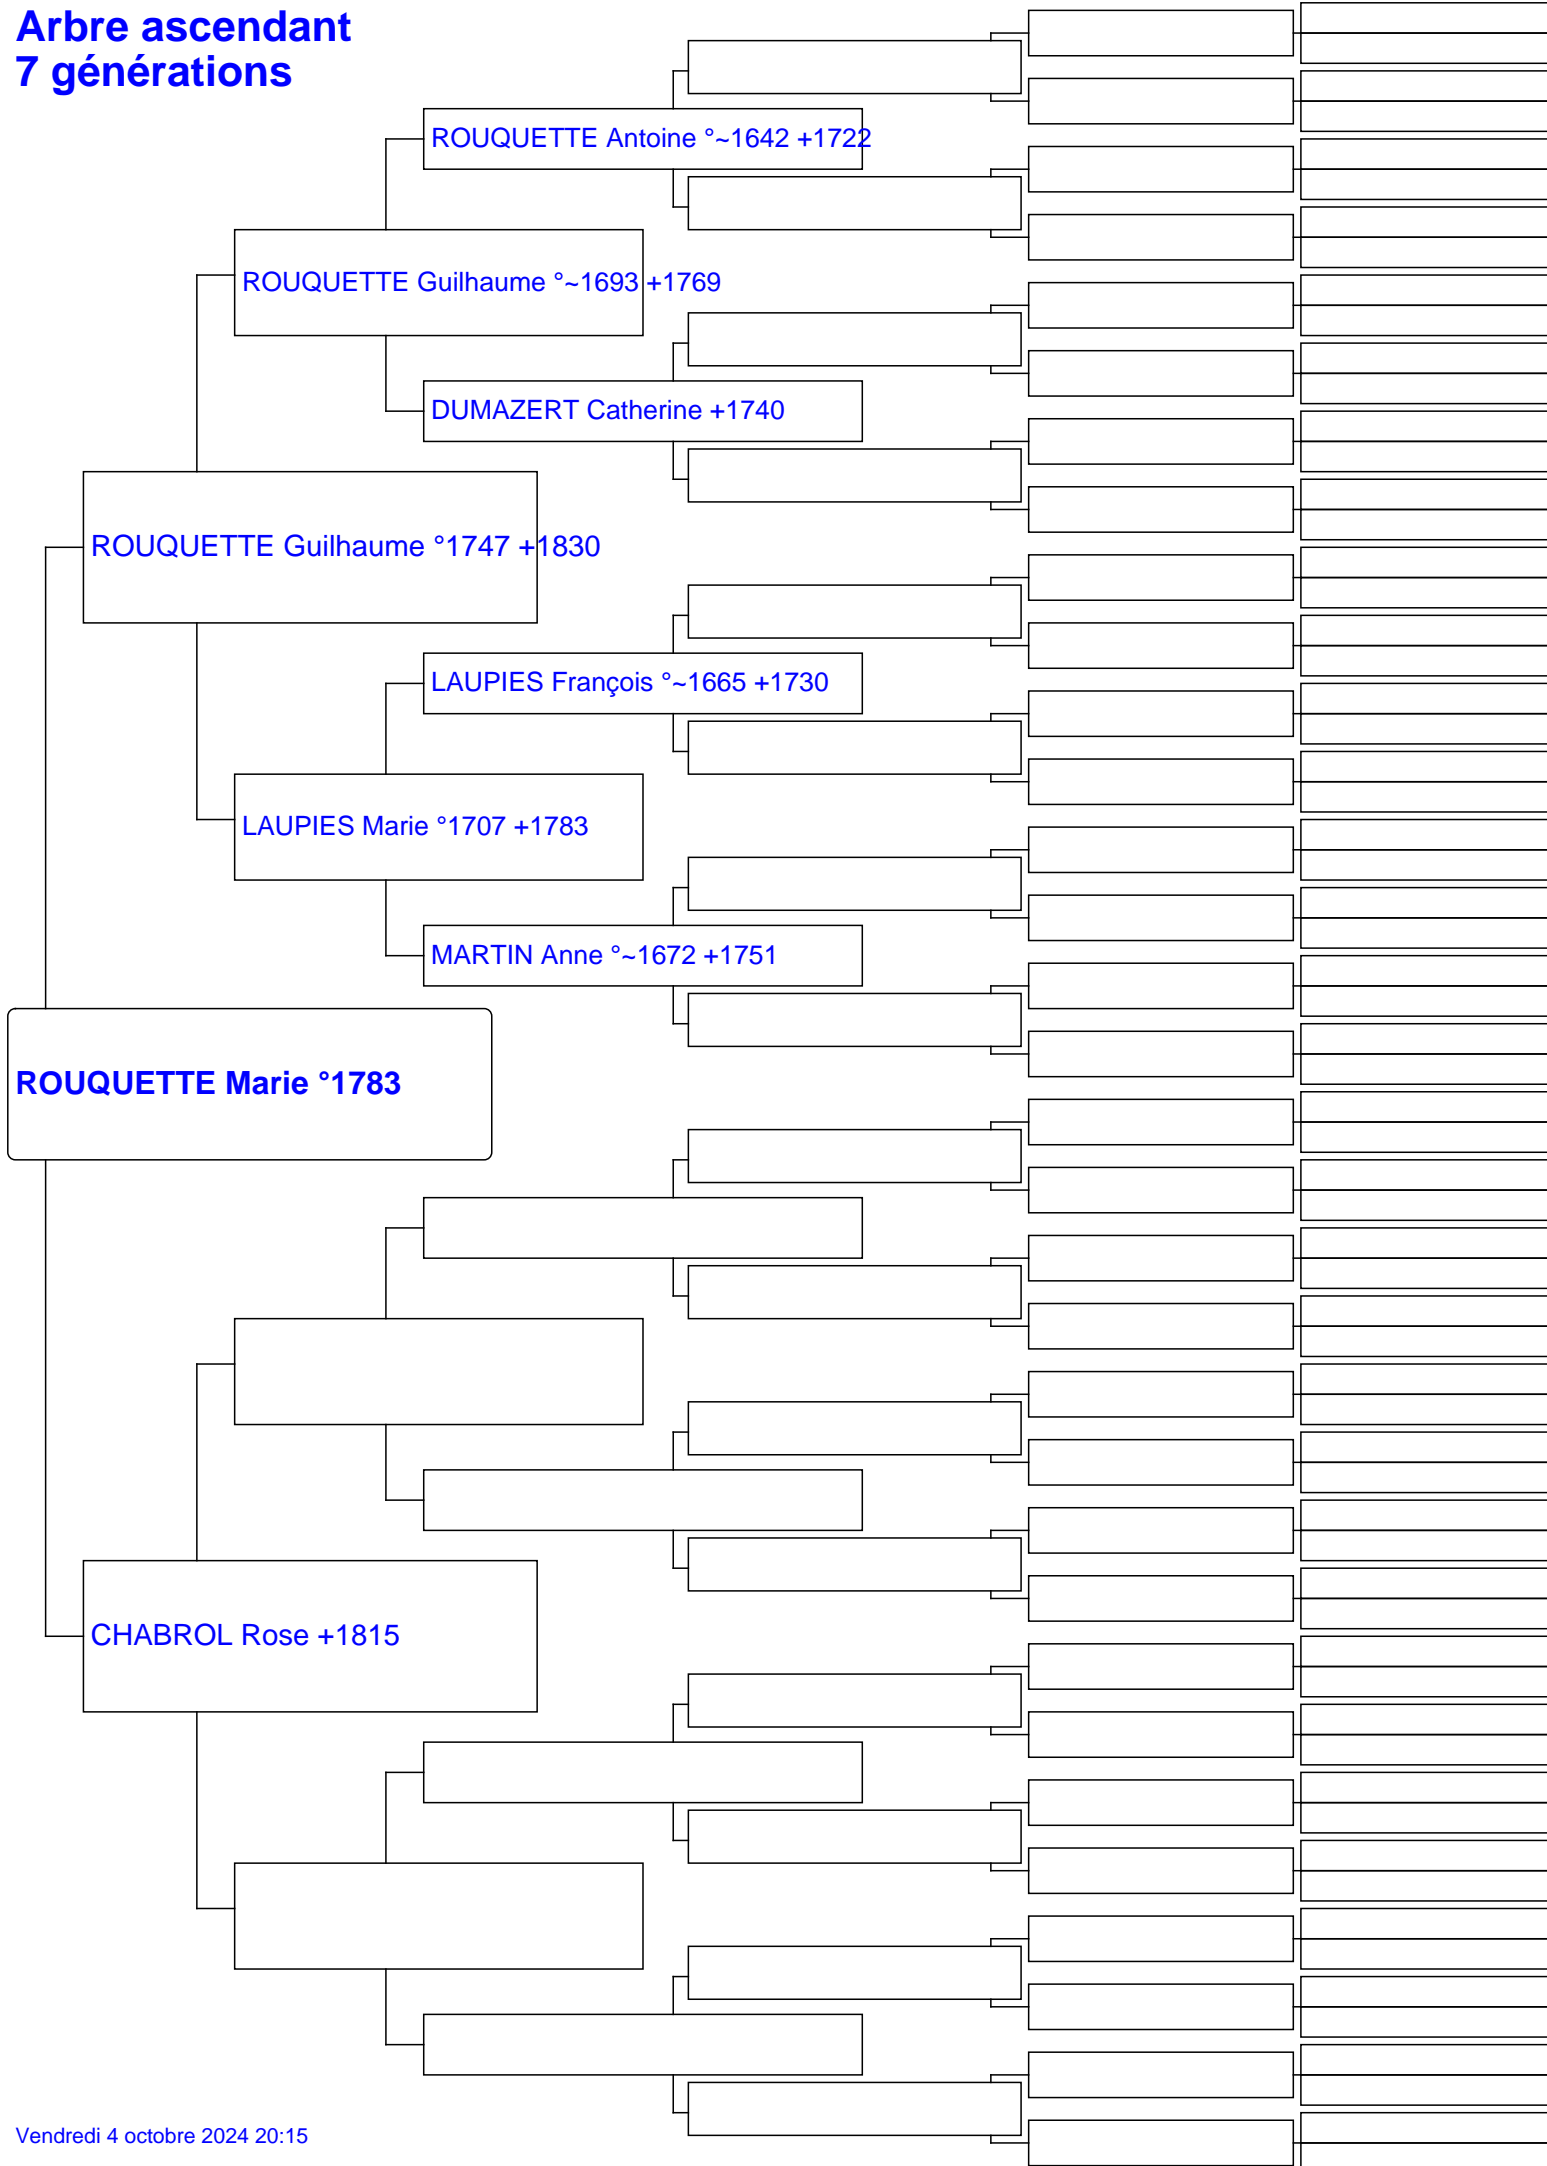 Arbre ascendant
7 générations
ROUQUETTE Antoine °~1642 +1722
ROUQUETTE Guilhaume °~1693 +1769
DUMAZERT Catherine +1740
ROUQUETTE Guilhaume °1747 +1830
LAUPIES François °~1665 +1730
LAUPIES Marie °1707 +1783
MARTIN Anne °~1672 +1751
ROUQUETTE Marie °1783
CHABROL Rose +1815
Vendredi 4 octobre 2024 20:15